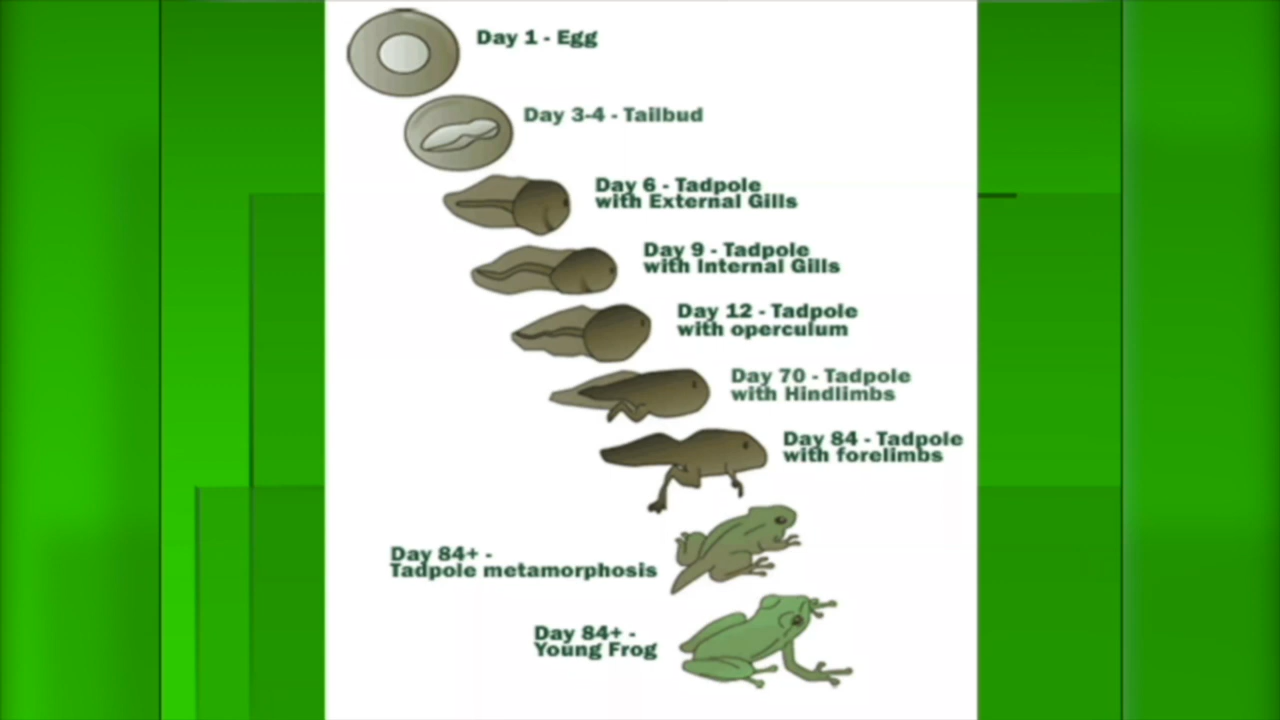 Day 1 - Egg
Day 3-4 - Tailbud
Day 6 - Tadpole
with External Gills
Day 9 - Tadpole
with Internal Gills
Day 12 - Tadpole
with operculum
Day 70 - Tadpole
with Hindlimbs
Day 84 - Tadpole
with forelimbs
Day 84+ -
Tadpole metamorphosis
Day 84+ -
Young Frog